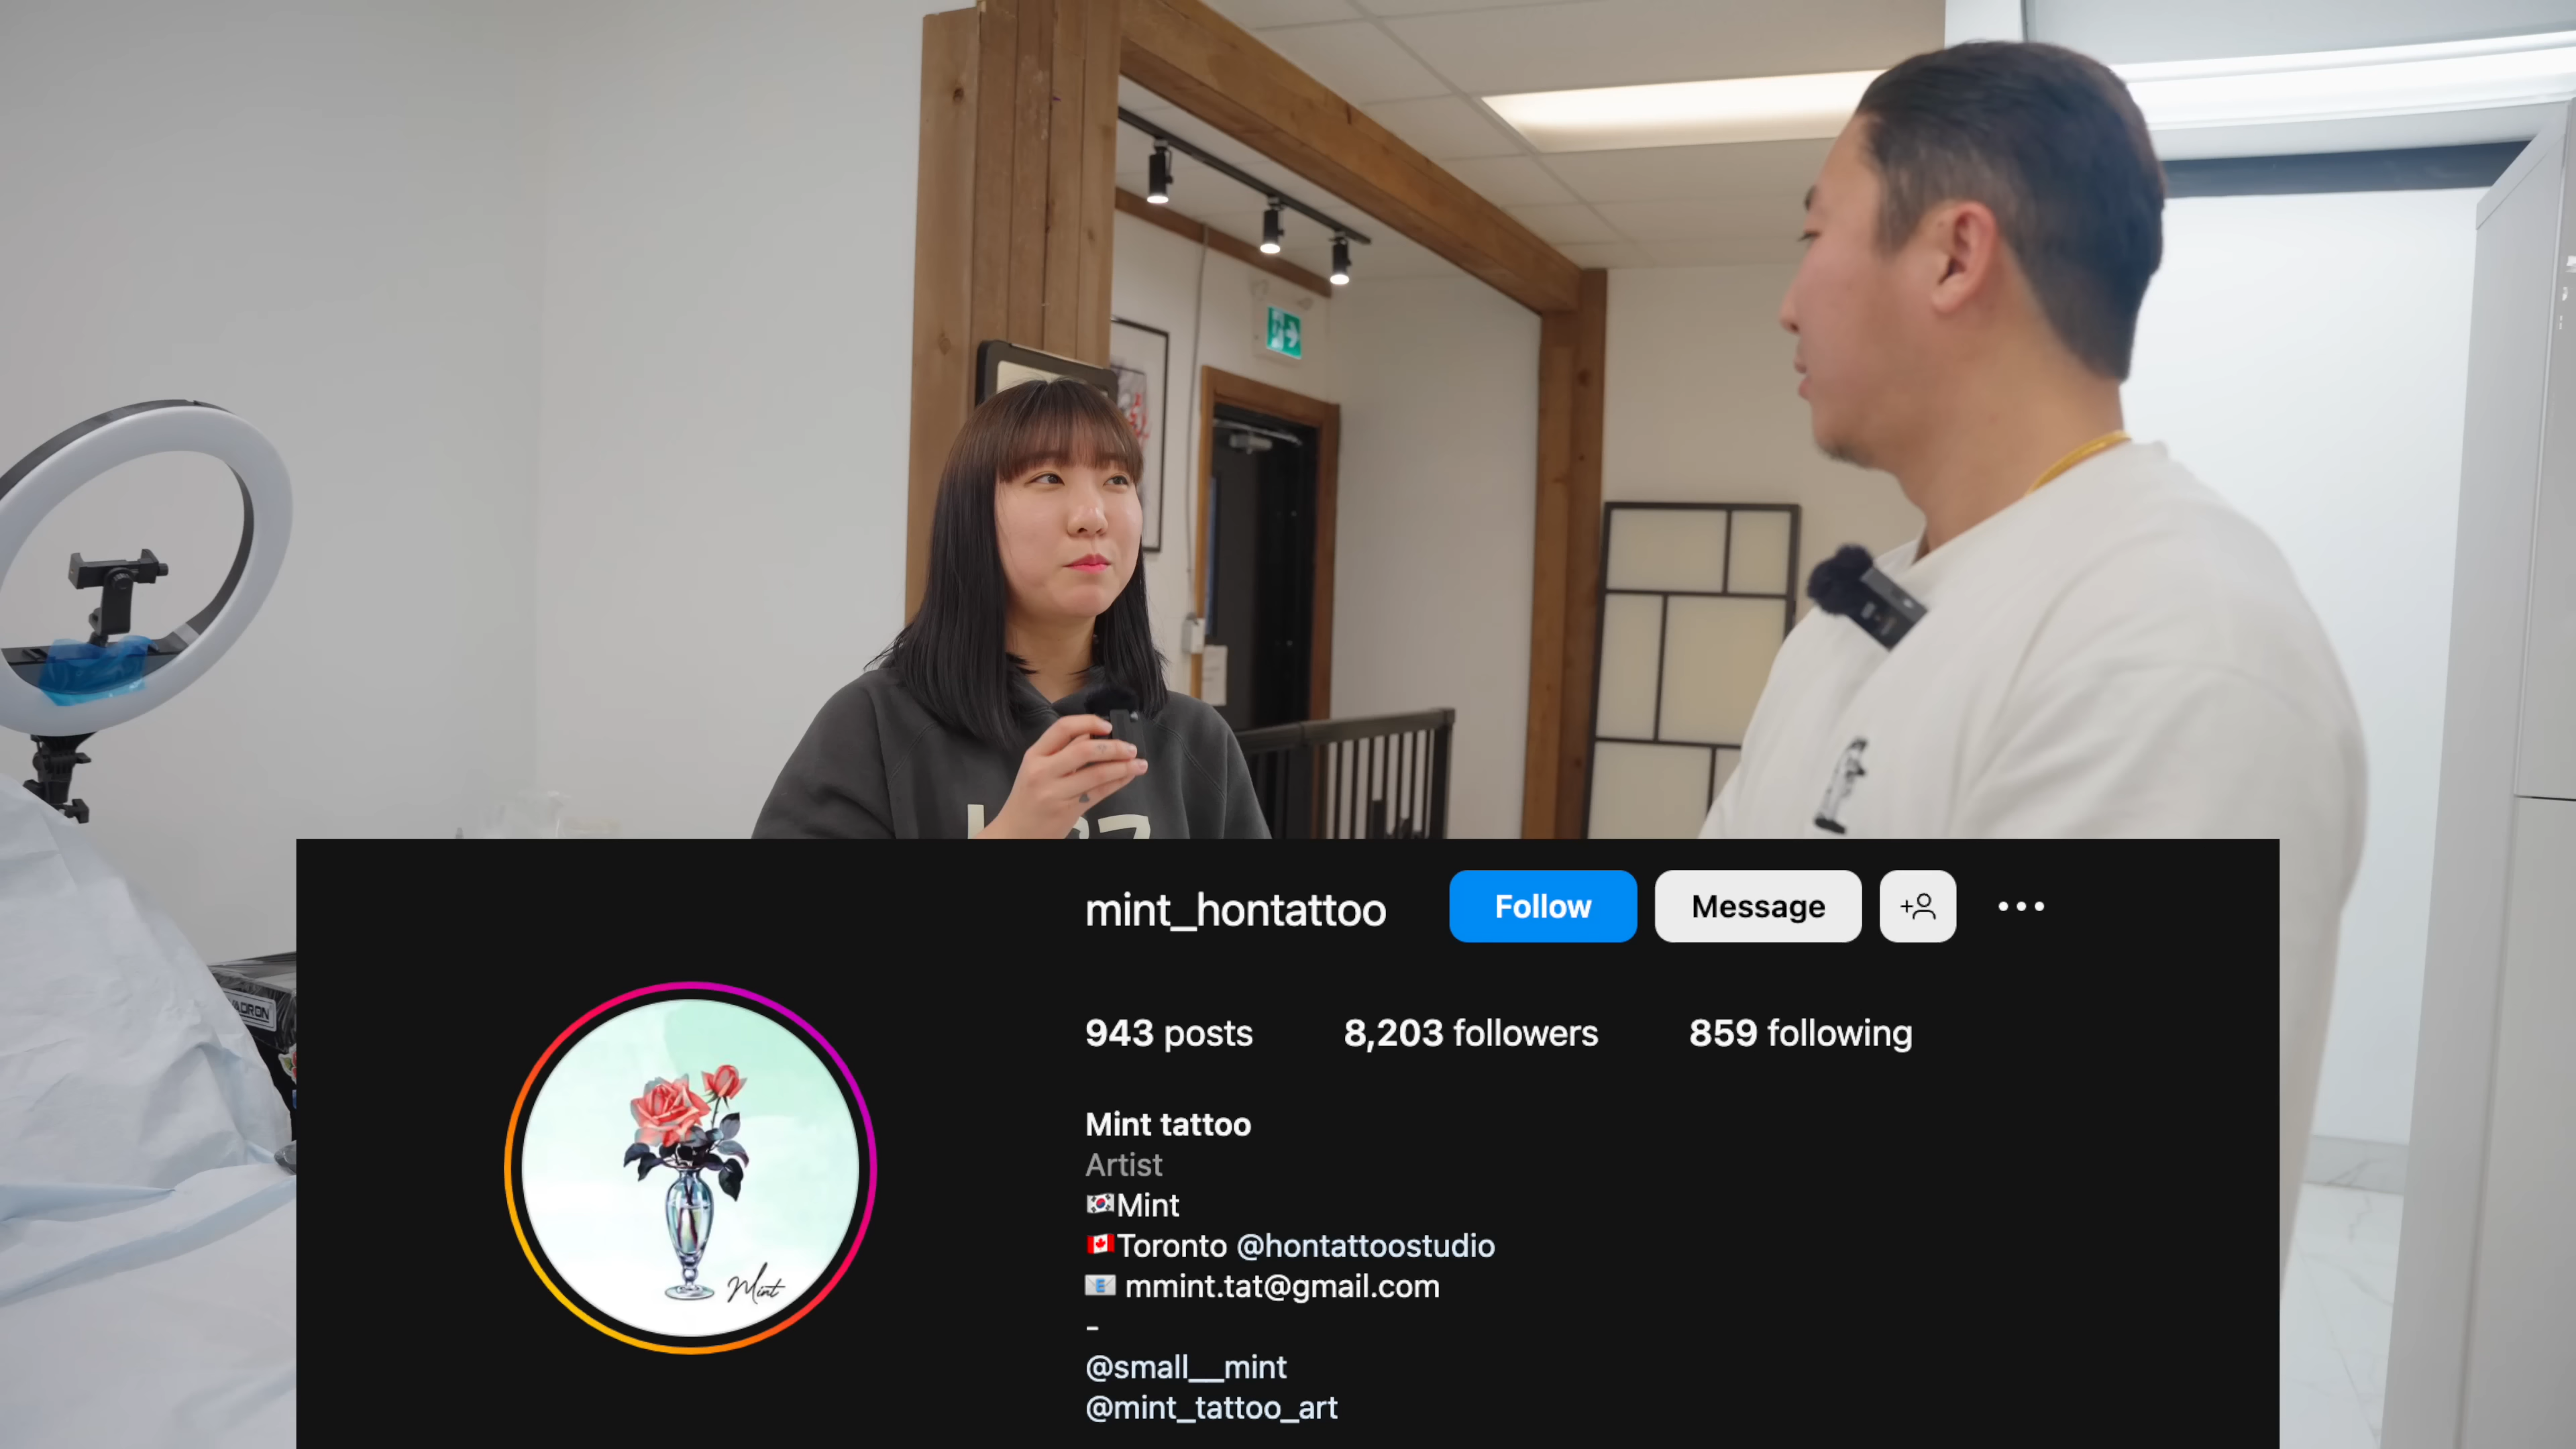 mint_hontattoo Follow Message
943 posts 8,203 followers 859 following
Mint tattoo
Artist
🇰🇷Mint
🇨🇦Toronto @hontattoostudio
📧 mmint.tat@gmail.com
-
@small__mint
@mint_tattoo_art
Mint